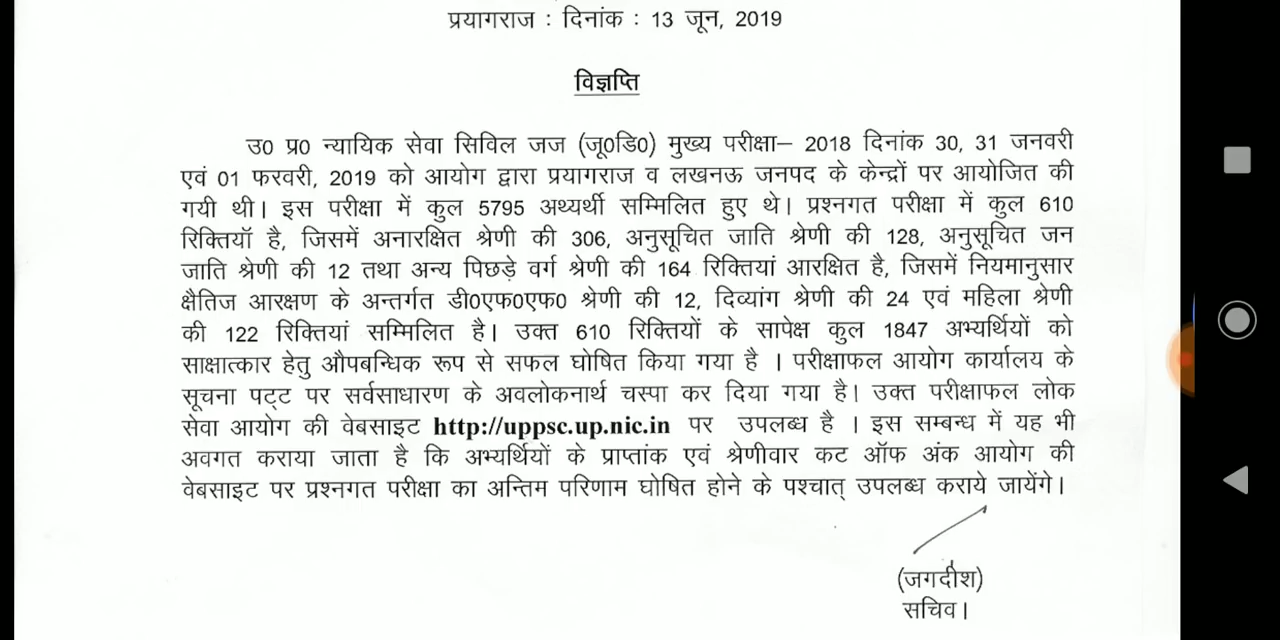 प्रयागराज : दिनांक : 13 जून, 2019
विज्ञप्ति
उ0 प्र0 न्यायिक सेवा सिविल जज (जू0डि0) मुख्य परीक्षा– 2018 दिनांक 30, 31 जनवरी
एवं 01 फरवरी, 2019 को आयोग द्वारा प्रयागराज व लखनऊ जनपद के केन्द्रों पर आयोजित की
गयी थी। इस परीक्षा में कुल 5795 अथ्यर्थी सम्मिलित हुए थे। प्रश्नगत परीक्षा में कुल 610
रिक्तियॉ है, जिसमें अनारक्षित श्रेणी की 306, अनुसूचित जाति श्रेणी की 128, अनुसूचित जन
जाति श्रेणी की 12 तथा अन्य पिछड़े वर्ग श्रेणी की 164 रिक्तियां आरक्षित है, जिसमें नियमानुसार
क्षैतिज आरक्षण के अन्तर्गत डी0एफ0एफ0 श्रेणी की 12, दिव्यांग श्रेणी की 24 एवं महिला श्रेणी
की 122 रिक्तियां सम्मिलित है। उक्त 610 रिक्तियों के सापेक्ष कुल 1847 अभ्यर्थियों को
साक्षात्कार हेतु औपबन्धिक रूप से सफल घोषित किया गया है । परीक्षाफल आयोग कार्यालय के
सूचना पट्ट पर सर्वसाधारण के अवलोकनार्थ चस्पा कर दिया गया है। उक्त परीक्षाफल लोक
सेवा आयोग की वेबसाइट http://uppsc.up.nic.in पर उपलब्ध है । इस सम्बन्ध में यह भी
अवगत कराया जाता है कि अभ्यर्थियों के प्राप्तांक एवं श्रेणीवार कट ऑफ अंक आयोग की
वेबसाइट पर प्रश्नगत परीक्षा का अन्तिम परिणाम घोषित होने के पश्चात् उपलब्ध कराये जायेंगे।
(जगदीश)
सचिव।